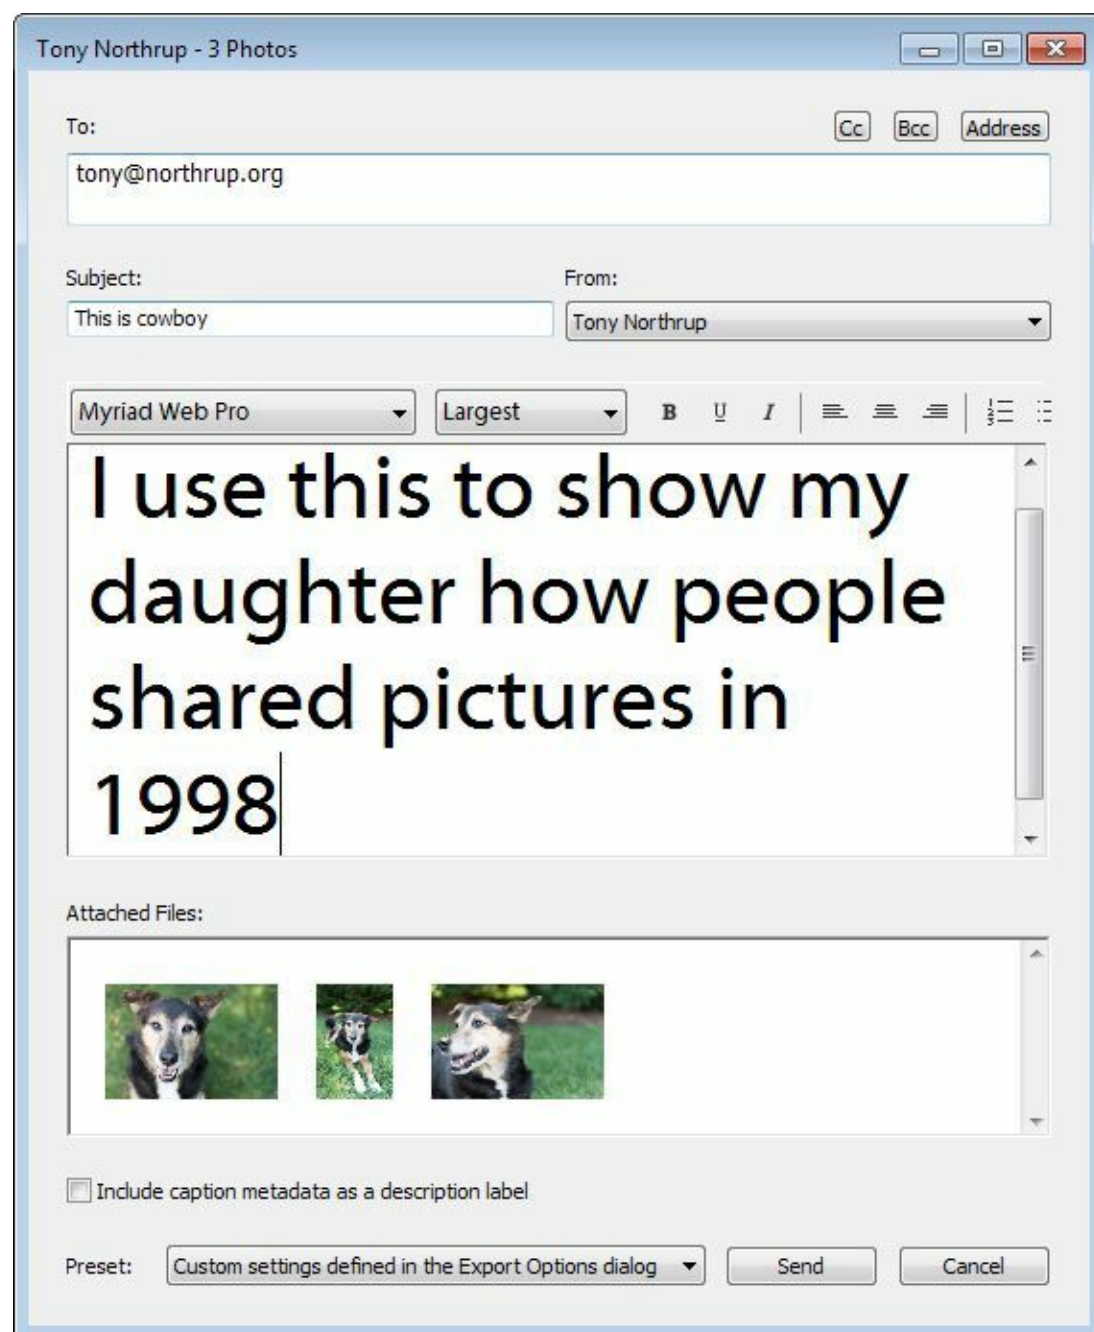 Tony Northrup - 3 Photos
To:
Cc Bcc Address
tony@northrup.org
Subject: From:
This is cowboy Tony Northrup
Myriad Web Pro Largest B U I
I use this to show my
daughter how people
shared pictures in
1998
Attached Files:
Include caption metadata as a description label
Preset: Custom settings defined in the Export Options dialog Send Cancel